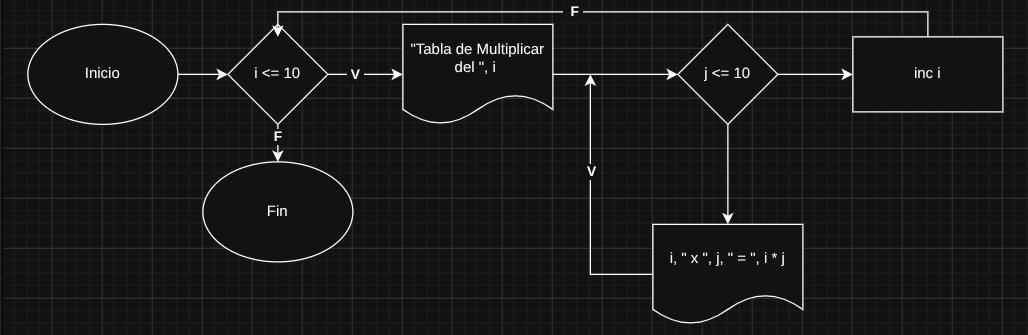 F
Inicio
i <= 10
V
"Tabla de Multiplicar
del ", i
j <= 10
inc i
F
Fin
V
i, " x ", j, " = ", i * j